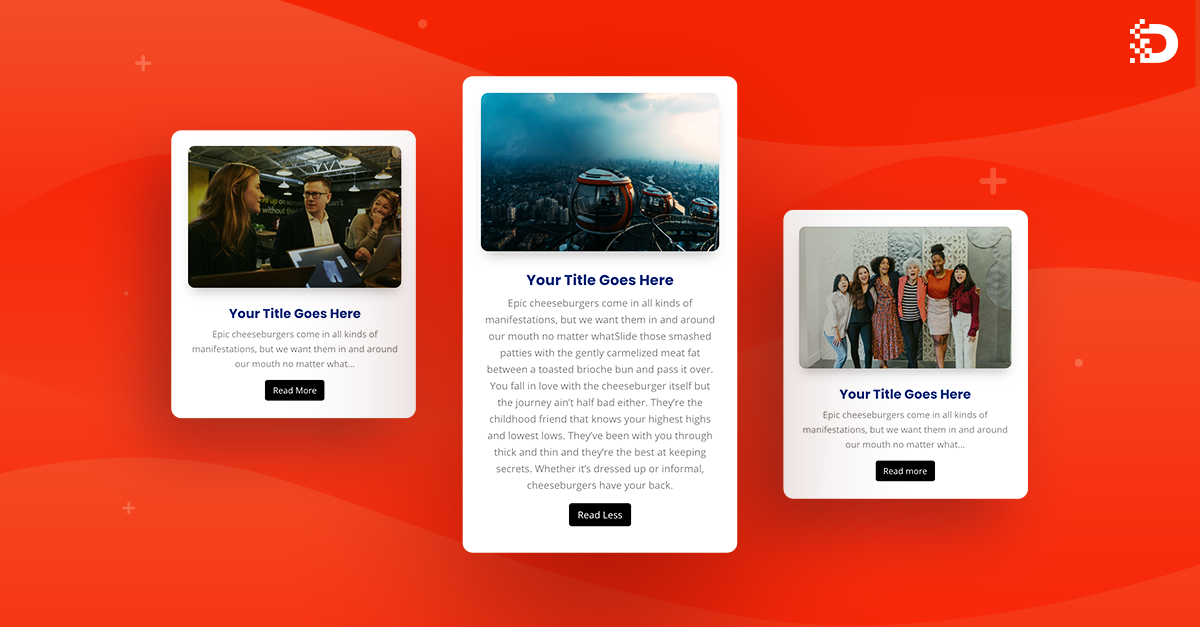 ve up on som
without thin
n't
Your Title Goes Here
Epic cheeseburgers come in all kinds of
manifestations, but we want them in and around
our mouth no matter what...
Read More
Your Title Goes Here
Epic cheeseburgers come in all kinds of
manifestations, but we want them in and around
our mouth no matter whatSlide those smashed
patties with the gently carmelized meat fat
between a toasted brioche bun and pass it over.
You fall in love with the cheeseburger itself but
the journey ain’t half bad either. They’re the
childhood friend that knows your highest highs
and lowest lows. They’ve been with you through
thick and thin and they’re the best at keeping
secrets. Whether it’s dressed up or informal,
cheeseburgers have your back.
Read Less
Your Title Goes Here
Epic cheeseburgers come in all kinds of
manifestations, but we want them in and around
our mouth no matter what...
Read more